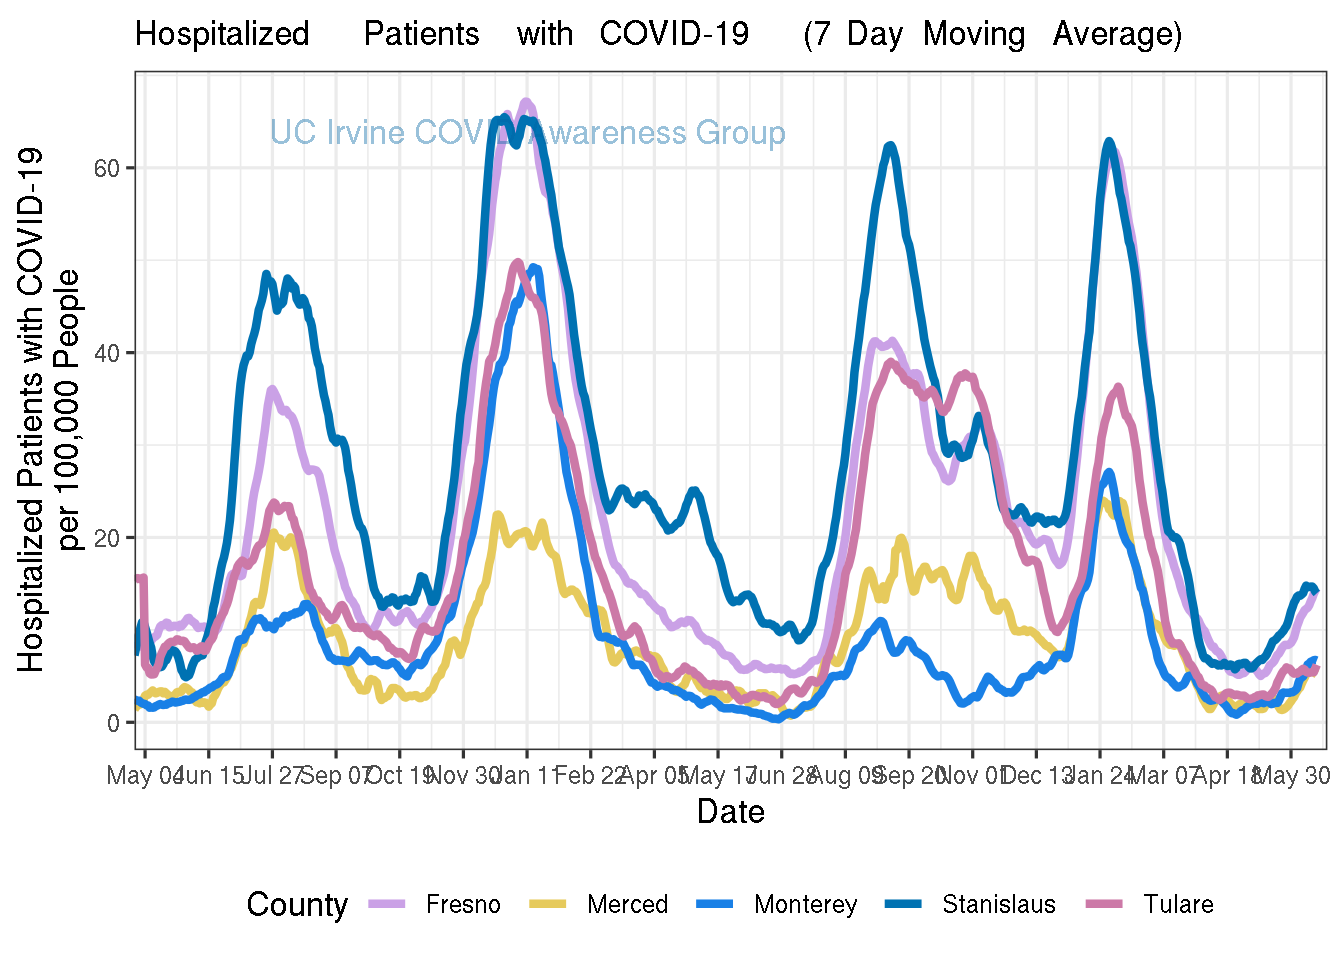 Hospitalized Patients with COVID-19 (7 Day Moving Average)
UC Irvine COVID Awareness Group
Hospitalized Patients with COVID-19
per 100,000 People
60
40
20
0
May 04 Jun 15 Jul 27 Sep 07 Oct 19 Nov 30 Jan 11 Feb 22 Apr 05 May 17 Jun 28 Aug 09 Sep 20 Nov 01 Dec 13 Jan 24 Mar 07 Apr 18 May 30
Date
County Fresno Merced Monterey Stanislaus Tulare